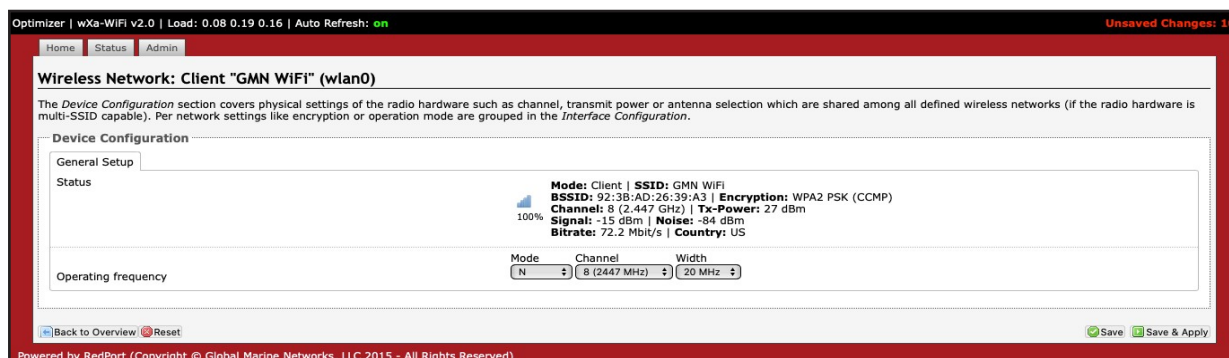 Optimizer | wXa-WiFi v2.0 | Load: 0.08 0.19 0.16 | Auto Refresh: on Unsaved Changes: 1
Home Status Admin
Wireless Network: Client "GMN WiFi" (wlan0)
The Device Configuration section covers physical settings of the radio hardware such as channel, transmit power or antenna selection which are shared among all defined wireless networks (if the radio hardware is
multi-SSID capable). Per network settings like encryption or operation mode are grouped in the Interface Configuration.
Device Configuration
General Setup
Status
100%
Mode: Client | SSID: GMN WiFi
BSSID: 92:3B:AD:26:39:A3 | Encryption: WPA2 PSK (CCMP)
Channel: 8 (2.447 GHz) | Tx-Power: 27 dBm
Signal: -15 dBm | Noise: -84 dBm
Bitrate: 72.2 Mbit/s | Country: US
Operating frequency
Mode Channel Width
N 8 (2447 MHz) 20 MHz
Back to Overview Reset Save Save & Apply
Powered by RedPort (Copyright © Global Marine Networks, LLC 2015 - All Rights Reserved)